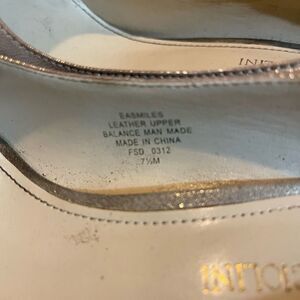 EASMILES
LEATHER UPPER
BALANCE MAN MADE
MADE IN CHINA
FSD 0312
7½M